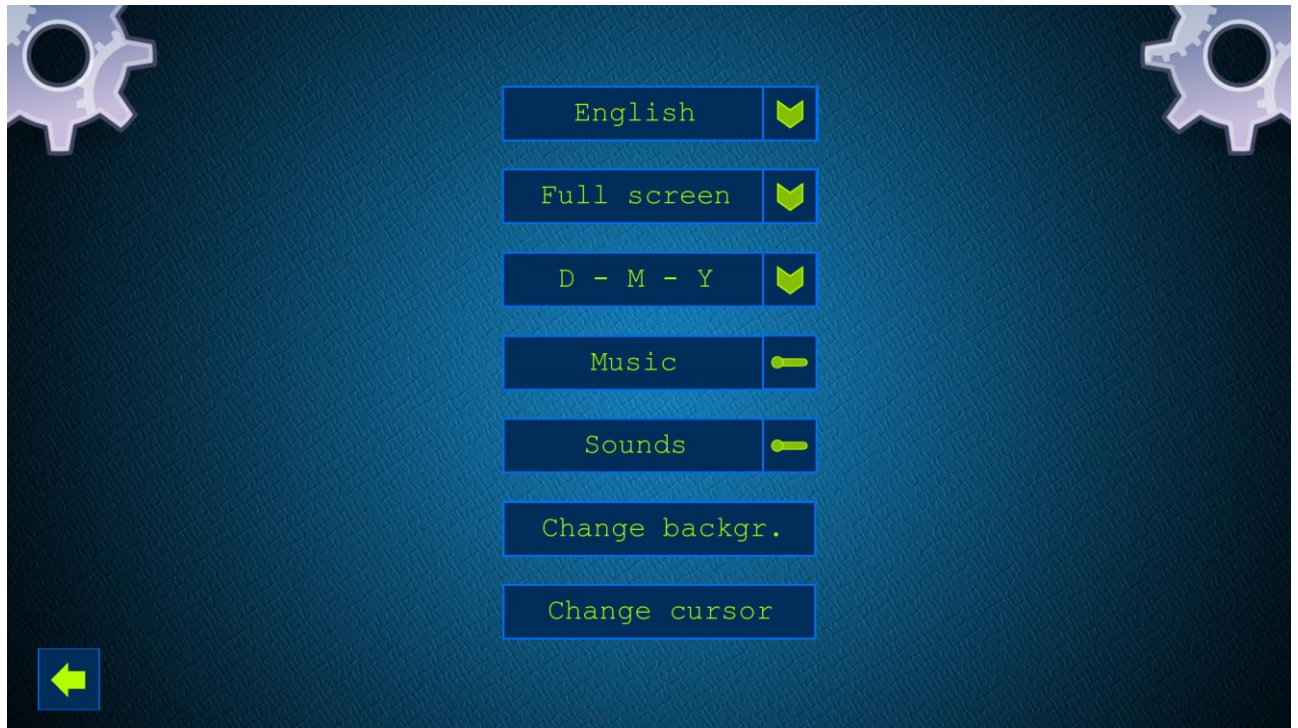 English
Full screen
D - M - Y
Music
Sounds
Change backgr.
Change cursor